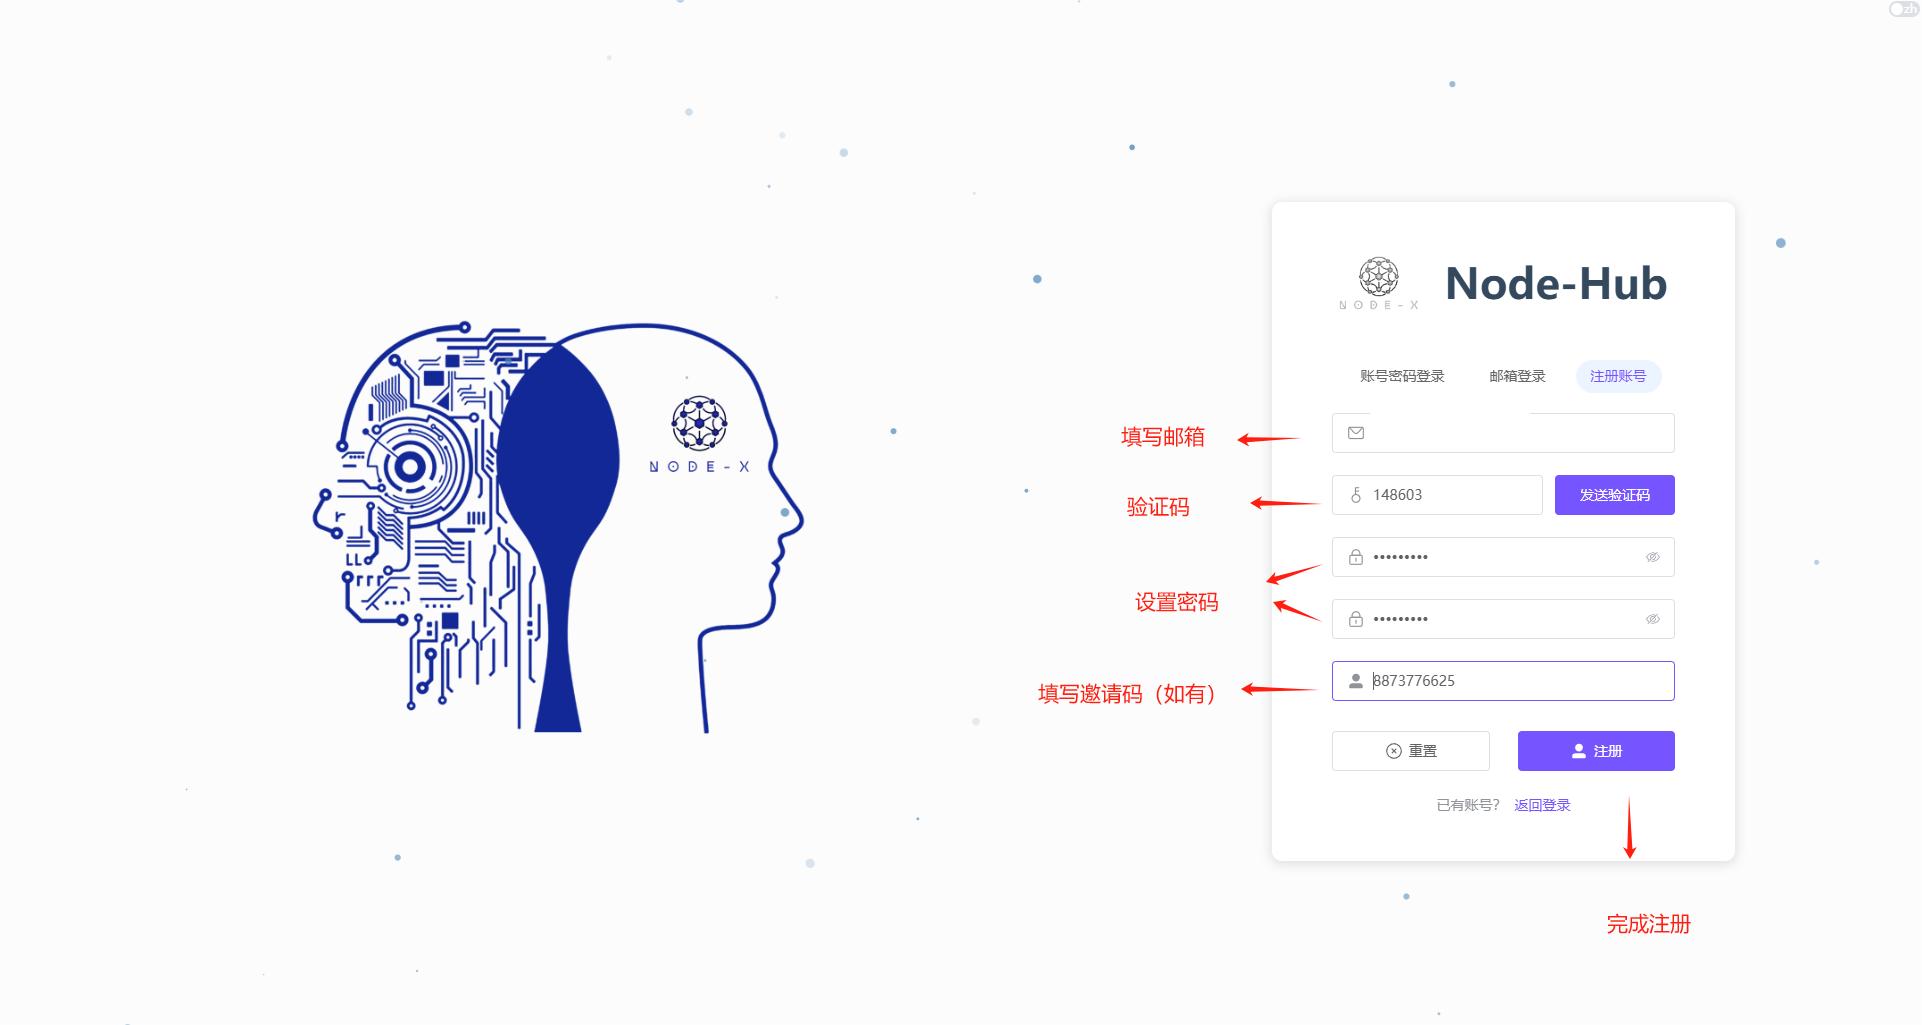 zh
NODE-X
NODE-X
Node-Hub
账号密码登录 邮箱登录 注册账号
填写邮箱
验证码
148603 发送验证码
•••••••••
设置密码
•••••••••
填写邀请码（如有）
8873776625
重置 注册
已有账号？ 返回登录
完成注册